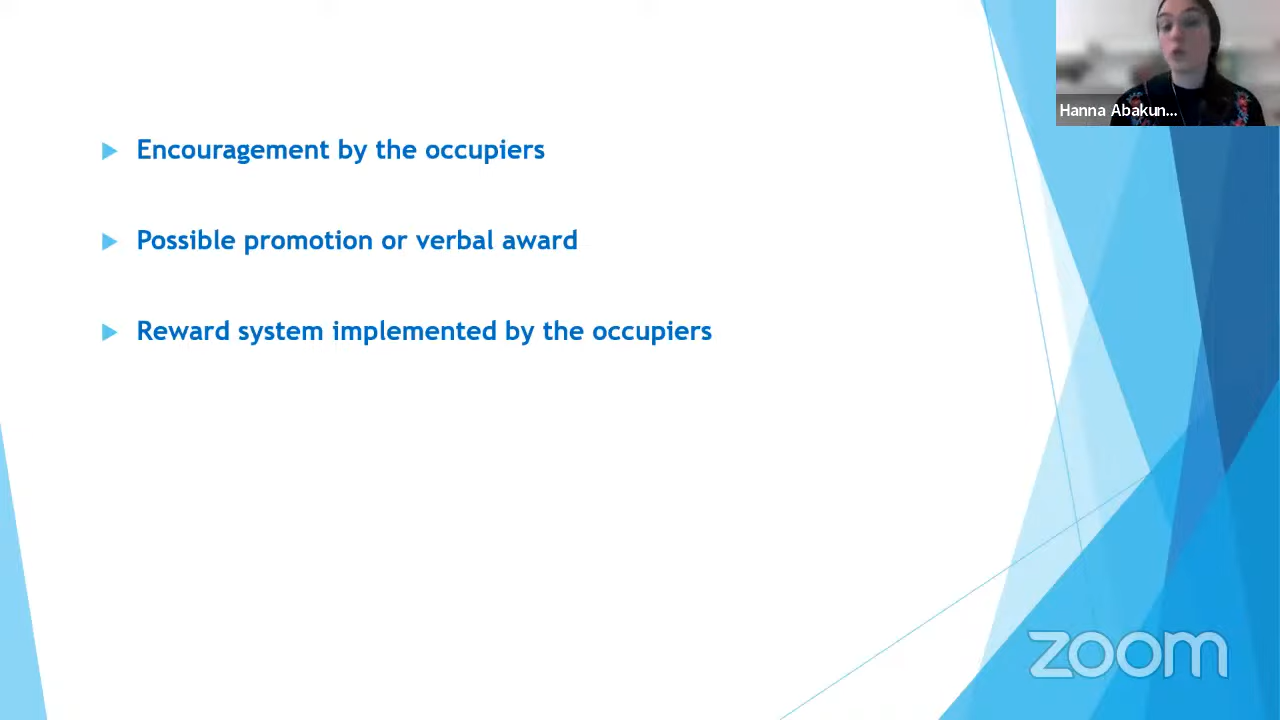 Hanna Abakun...
Encouragement by the occupiers
Possible promotion or verbal award
Reward system implemented by the occupiers
zoom